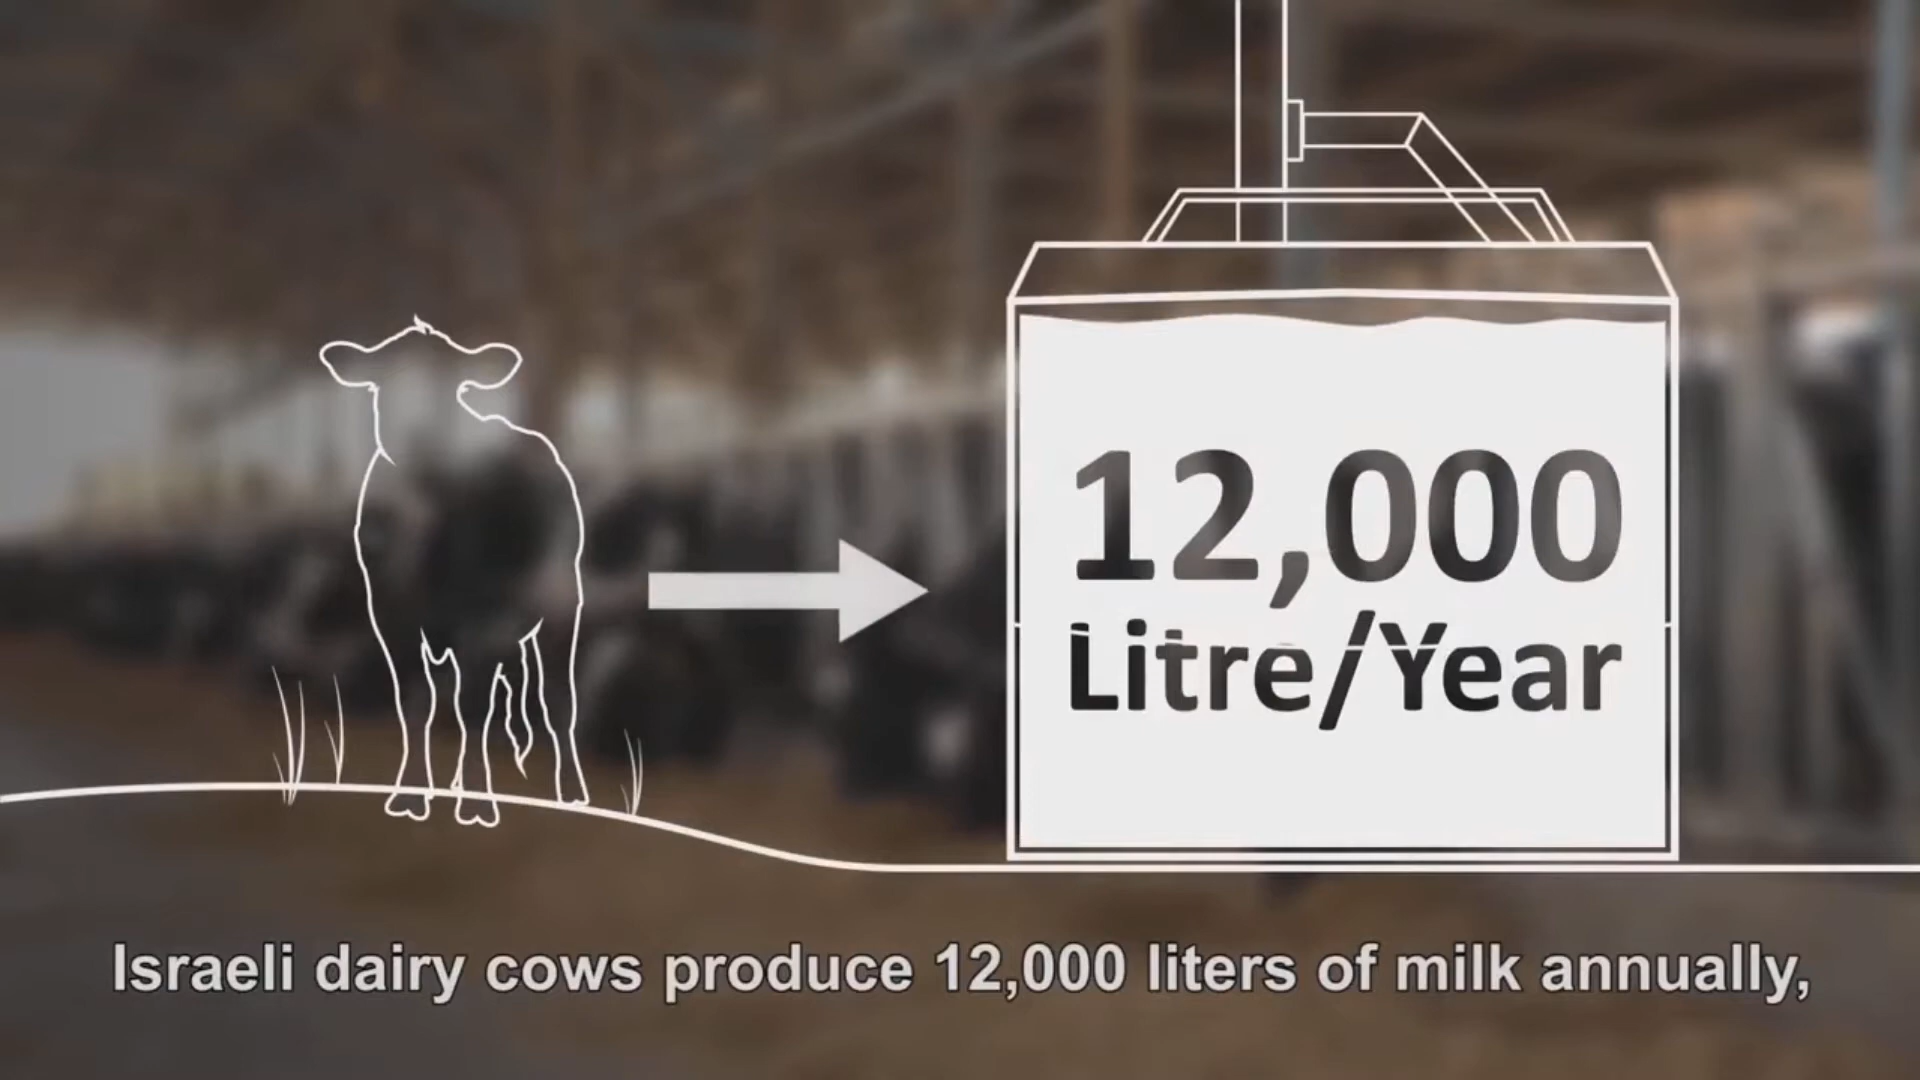 12,000
Litre/Year
Israeli dairy cows produce 12,000 liters of milk annually,